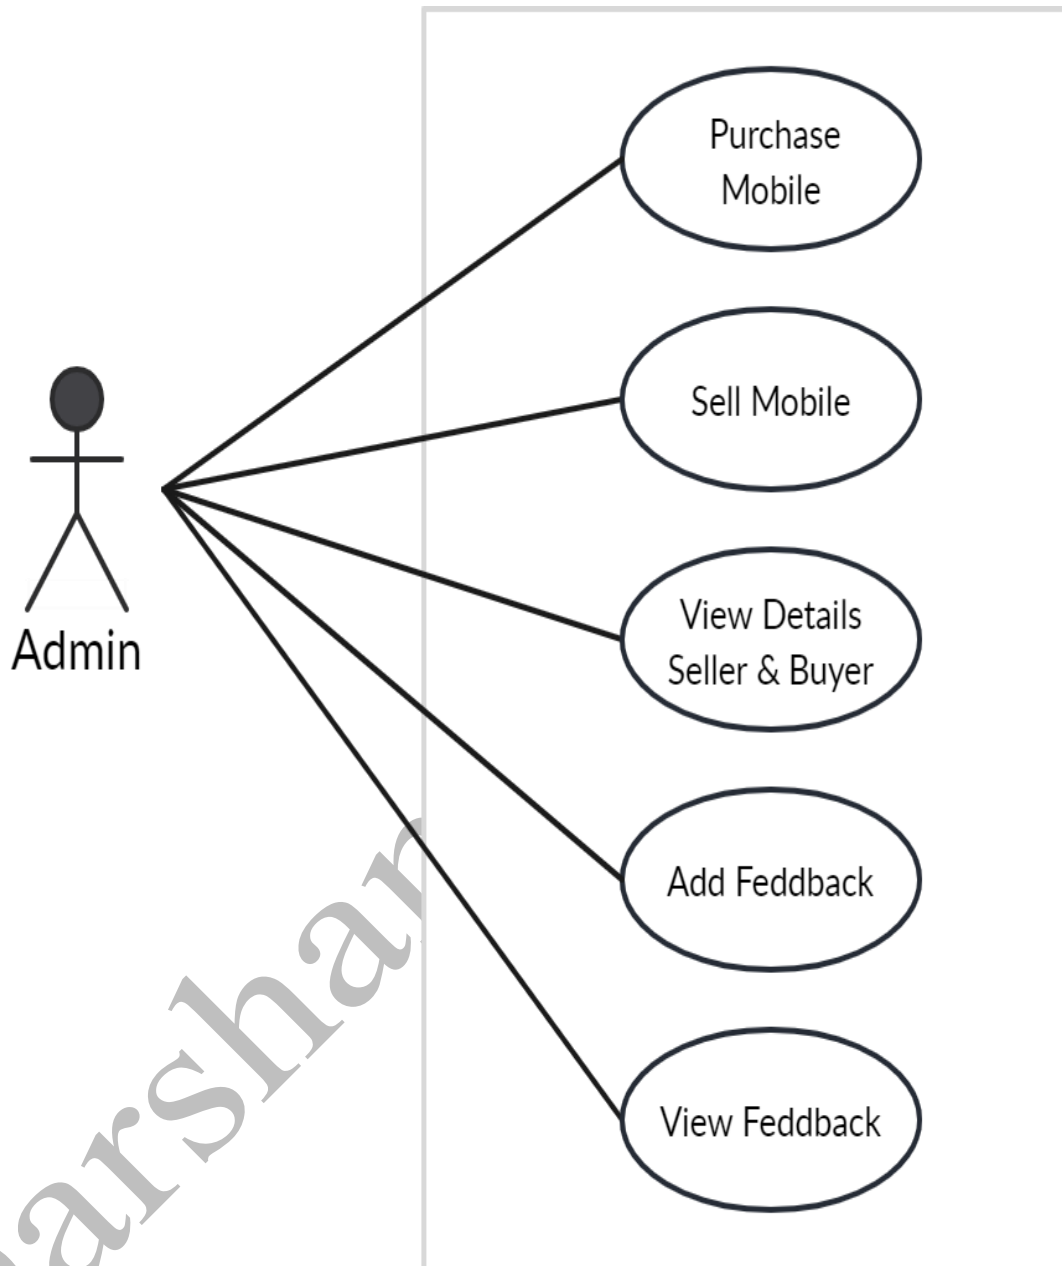 Purchase
Mobile
Sell Mobile
Admin
View Details
Seller & Buyer
Add Feddback
View Feddback